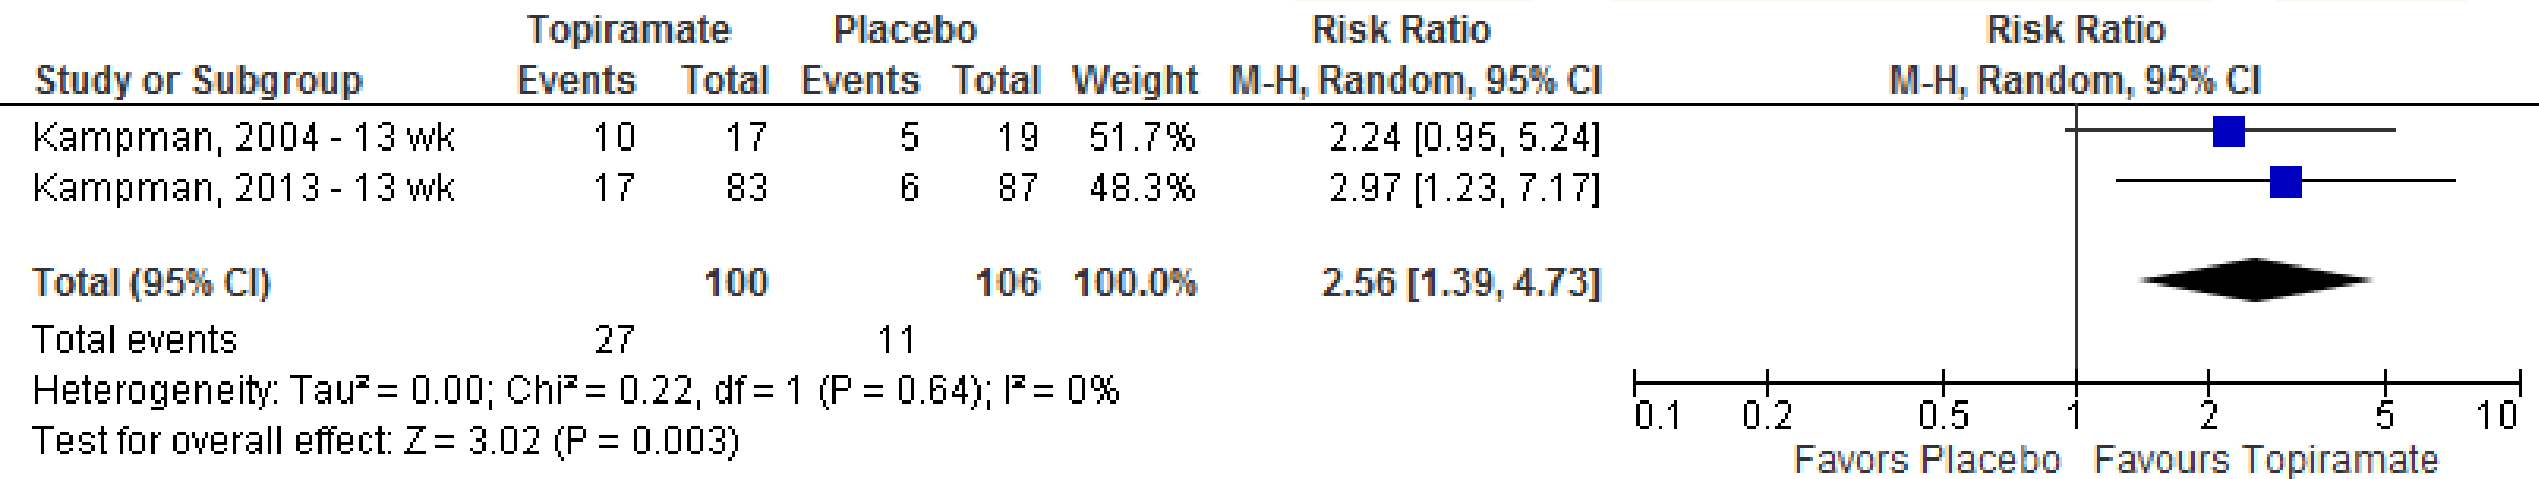 Topiramate Placebo Risk Ratio Risk Ratio
Study or Subgroup Events Total Events Total Weight M-H, Random, 95% CI M-H, Random, 95% CI
Kampman, 2004 - 13 wk 10 17 5 19 51.7% 2.24 [0.95, 5.24]
Kampman, 2013 - 13 wk 17 83 6 87 48.3% 2.97 [1.23, 7.17]
Total (95% CI) 100 106 100.0% 2.56 [1.39, 4.73]
Total events 27 11
Heterogeneity: Tau² = 0.00; Chi² = 0.22, df = 1 (P = 0.64); I² = 0%
Test for overall effect: Z = 3.02 (P = 0.003)
0.1 0.2 0.5 1 2 5 10
Favors Placebo Favours Topiramate